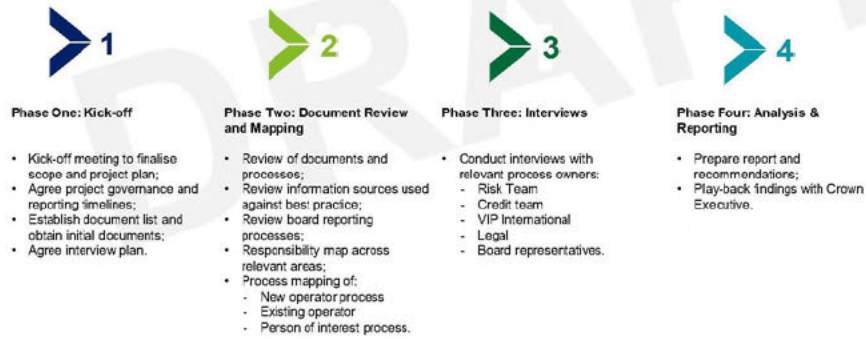 DRAFT
1
2
3
4
Phase One: Kick-off
• Kick-off meeting to finalise
scope and project plan;
• Agree project governance and
reporting timelines;
• Establish document list and
obtain initial documents;
• Agree interview plan.
Phase Two: Document Review
and Mapping
• Review of documents and
processes;
• Review information sources used
against best practice;
• Review board reporting
processes;
• Responsibility map across
relevant areas;
• Process mapping of:
- New operator process
- Existing operator
- Person of interest process.
Phase Three: Interviews
• Conduct interviews with
relevant process owners:
- Risk Team
- Credit team
- VIP International
- Legal
- Board representatives.
Phase Four: Analysis &
Reporting
• Prepare report and
recommendations;
• Play-back findings with Crown
Executive.